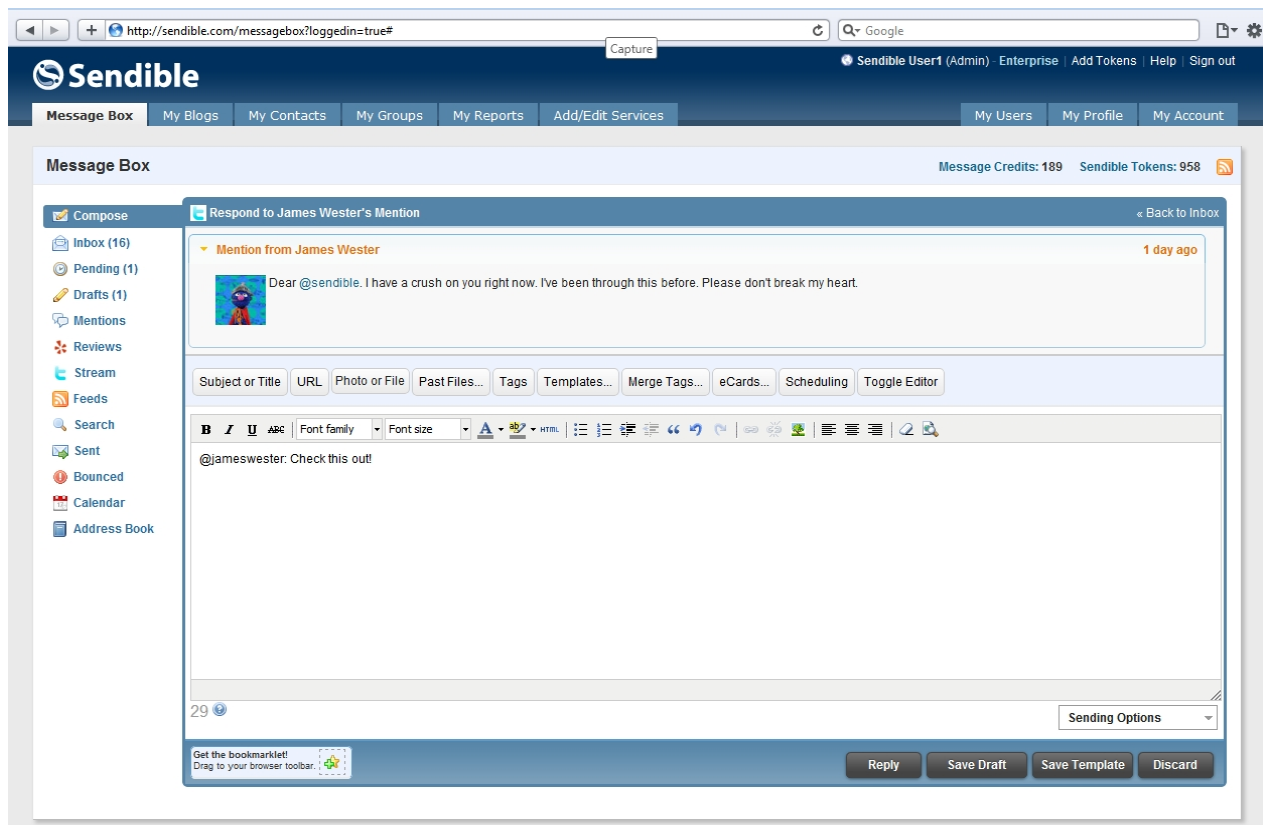 http://sendible.com/messagebox?loggedin=true#
Google
Capture
Sendible
Sendible User1 (Admin) - Enterprise | Add Tokens | Help | Sign out
Message Box My Blogs My Contacts My Groups My Reports Add/Edit Services My Users My Profile My Account
Message Box
Message Credits: 189 Sendible Tokens: 958
Compose
Inbox (16)
Pending (1)
Drafts (1)
Mentions
Reviews
Stream
Feeds
Search
Sent
Bounced
Calendar
Address Book
Respond to James Wester's Mention « Back to Inbox
Mention from James Wester 1 day ago
Dear @sendible. I have a crush on you right now. I've been through this before. Please don't break my heart.
Subject or Title URL Photo or File Past Files... Tags Templates... Merge Tags... eCards... Scheduling Toggle Editor
B I U ABC Font family Font size A ab HTML
@jameswester: Check this out!
29
Sending Options
Get the bookmarklet!
Drag to your browser toolbar.
Reply Save Draft Save Template Discard